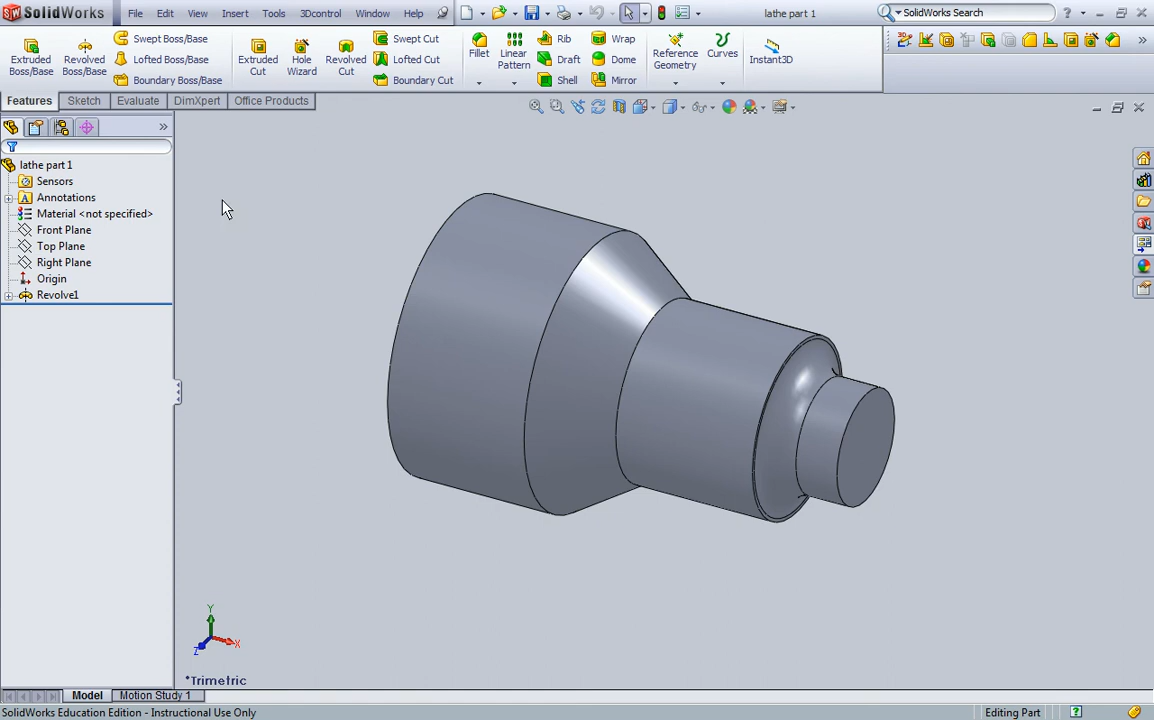 SolidWorks File Edit View Insert Tools 3Dcontrol Window Help lathe part 1 SolidWorks Search ?
Extruded Boss/Base
Revolved Boss/Base
Swept Boss/Base
Lofted Boss/Base
Boundary Boss/Base
Extruded Cut
Hole Wizard
Revolved Cut
Swept Cut
Lofted Cut
Boundary Cut
Fillet
Linear Pattern
Rib
Draft
Shell
Wrap
Dome
Mirror
Reference Geometry
Curves
Instant3D
Features Sketch Evaluate DimXpert Office Products
lathe part 1
Sensors
Annotations
Material <not specified>
Front Plane
Top Plane
Right Plane
Origin
Revolve1
Y
X
Z
*Trimetric
Model Motion Study 1
SolidWorks Education Edition - Instructional Use Only Editing Part ?